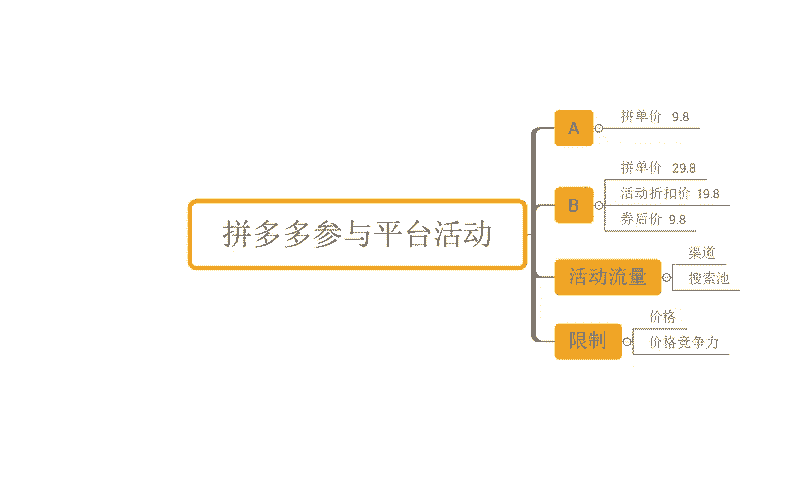 拼多多参与平台活动
A
拼单价 9.8
B
拼单价 29.8
活动折扣价 19.8
券后价 9.8
活动流量
渠道
搜索池
限制
价格
价格竞争力